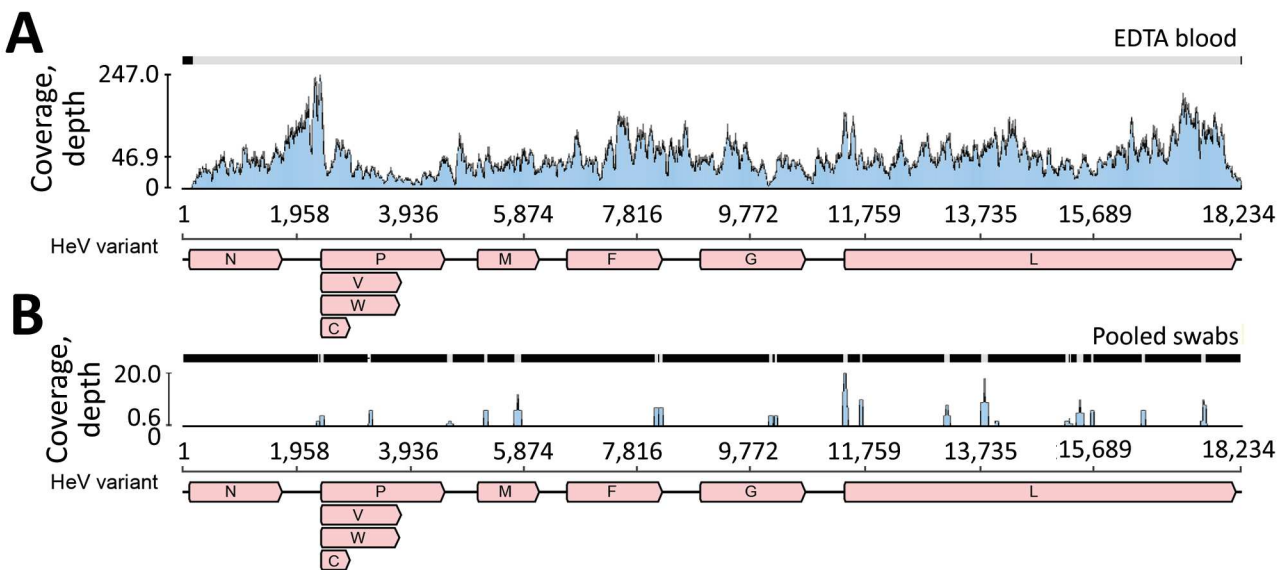 A
EDTA blood
Coverage, depth
247.0
46.9
0
1 1,958 3,936 5,874 7,816 9,772 11,759 13,735 15,689 18,234
HeV variant
N P M F G L
V
W
C
B
Pooled swabs
Coverage, depth
20.0
0.6
0
1 1,958 3,936 5,874 7,816 9,772 11,759 13,735 15,689 18,234
HeV variant
N P M F G L
V
W
C